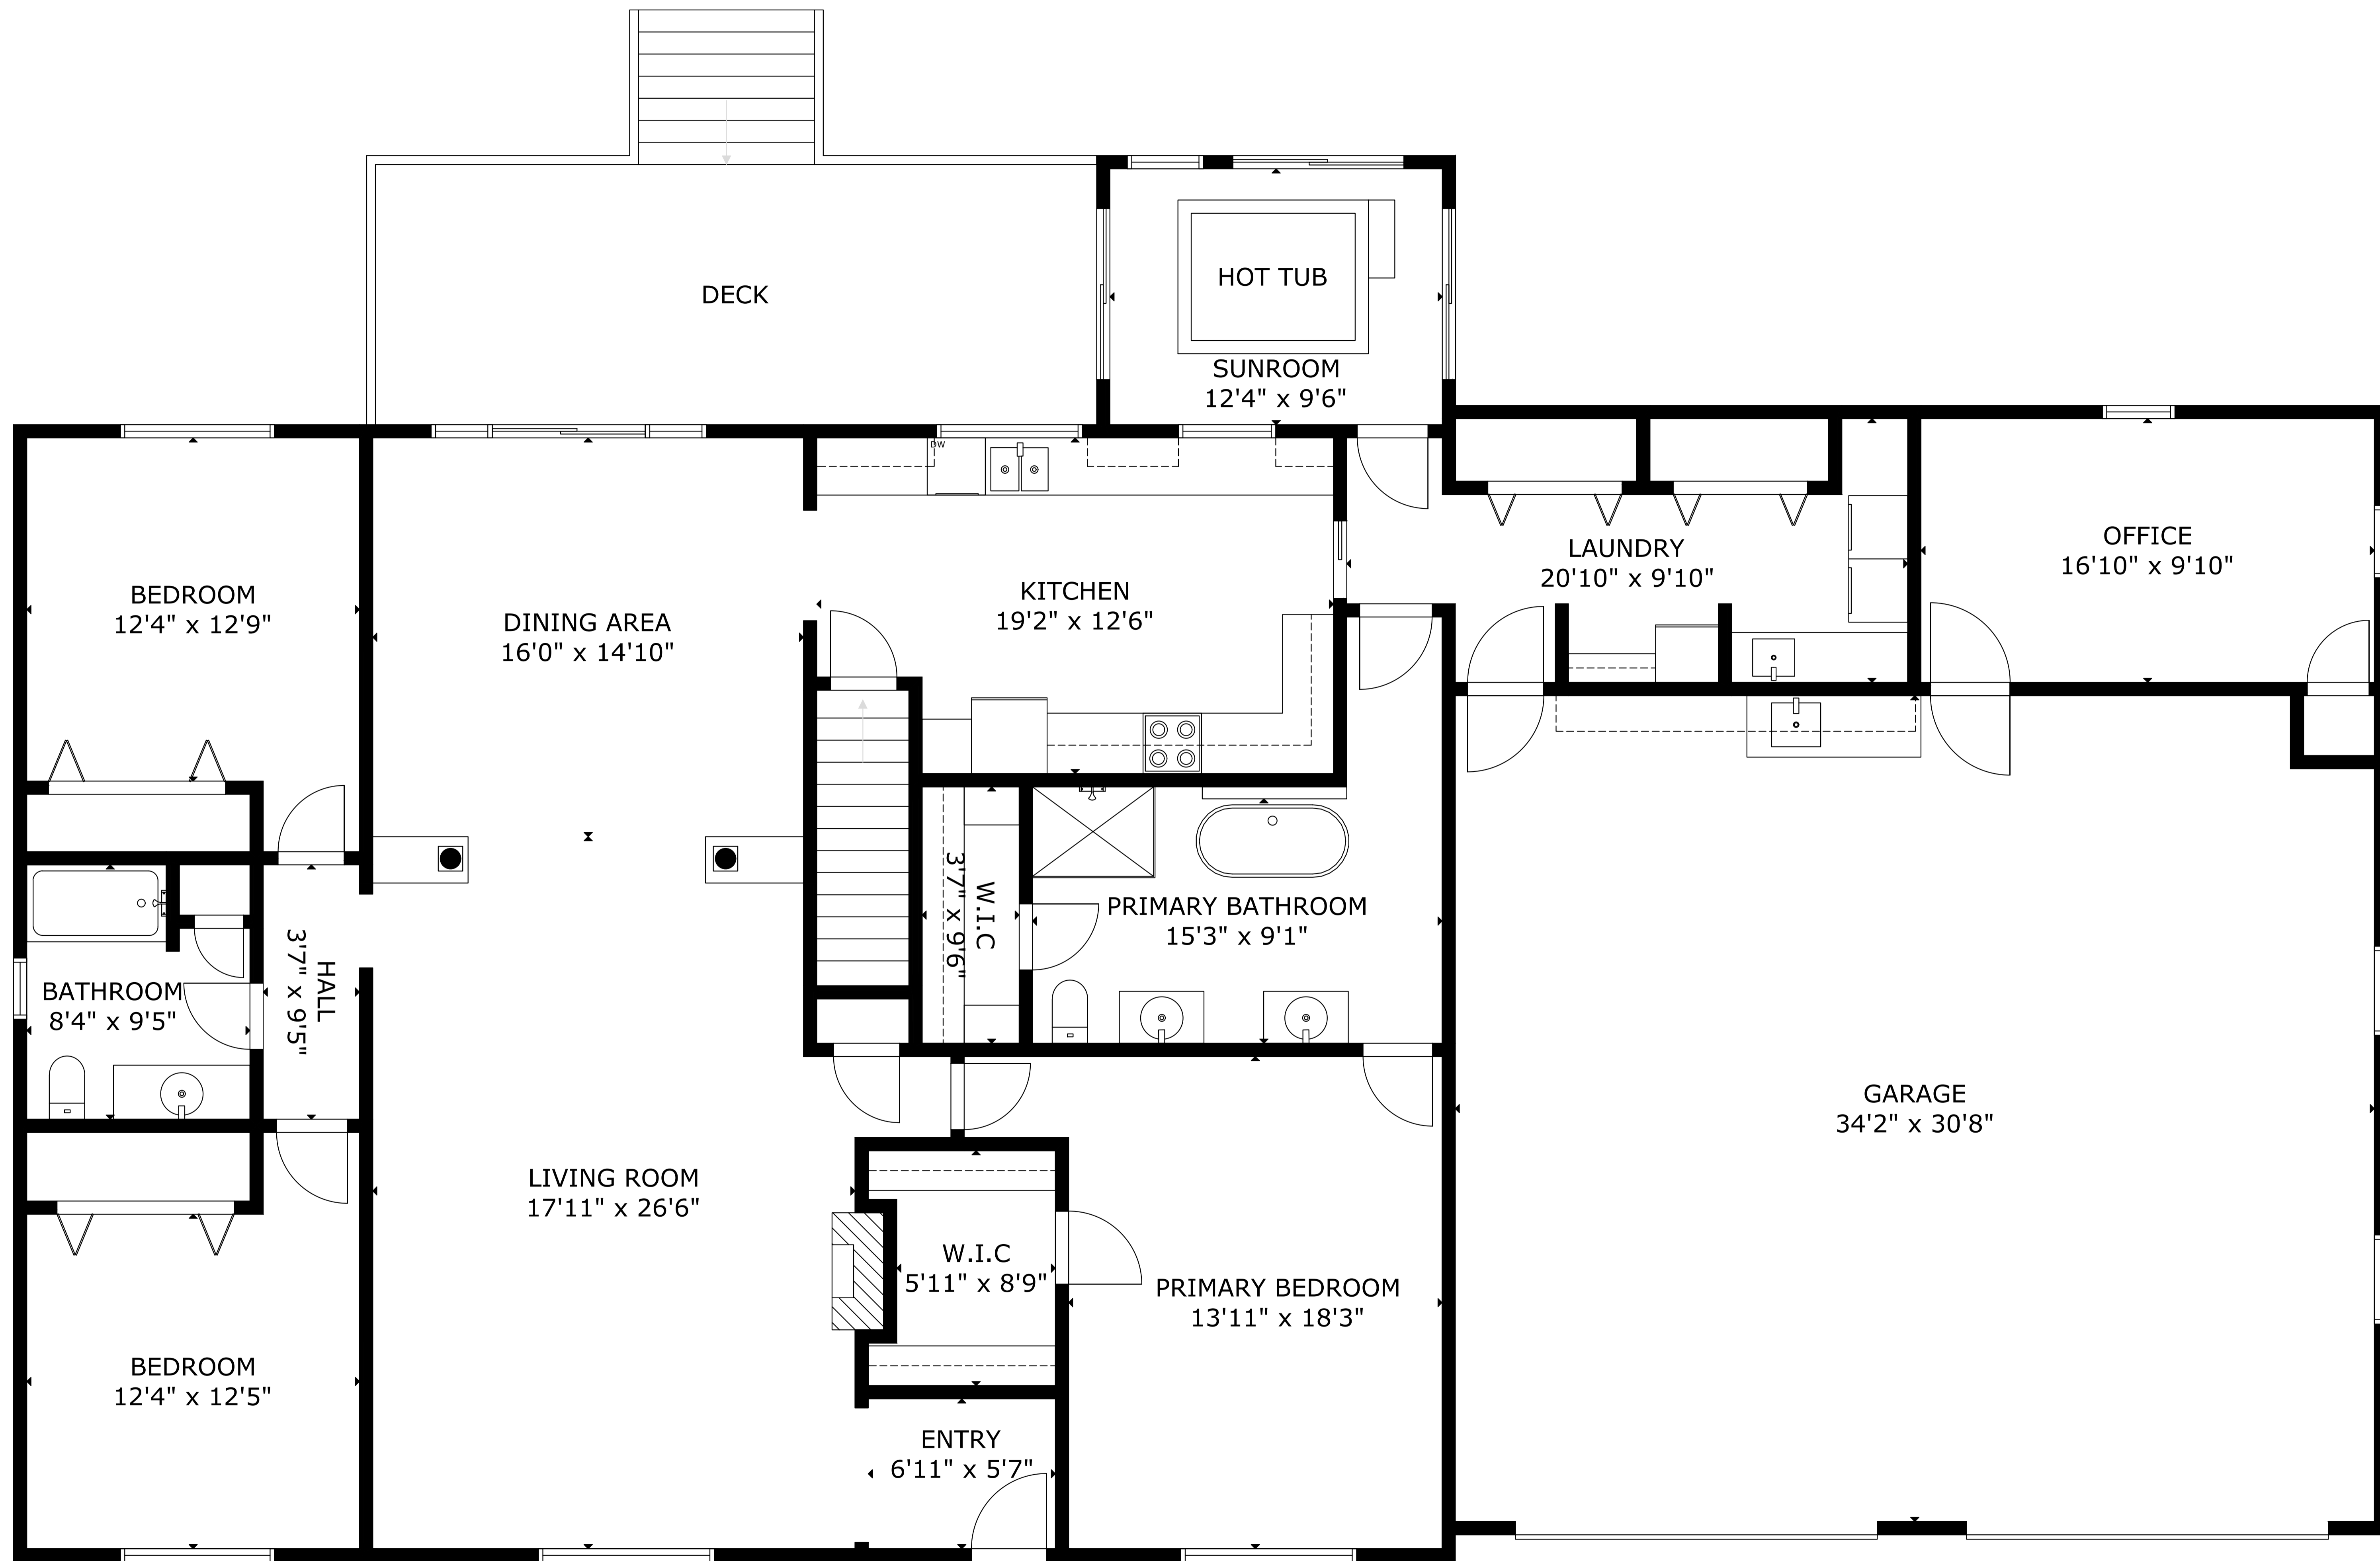 DECK
HOT TUB
SUNROOM
12'4" x 9'6"
DW
BEDROOM
12'4" x 12'9"
DINING AREA
16'0" x 14'10"
KITCHEN
19'2" x 12'6"
LAUNDRY
20'10" x 9'10"
OFFICE
16'10" x 9'10"
BATHROOM
8'4" x 9'5"
HALL
3'7" x 9'5"
W.I.C
3'7" x 9'6"
PRIMARY BATHROOM
15'3" x 9'1"
GARAGE
34'2" x 30'8"
LIVING ROOM
17'11" x 26'6"
W.I.C
5'11" x 8'9"
PRIMARY BEDROOM
13'11" x 18'3"
BEDROOM
12'4" x 12'5"
ENTRY
6'11" x 5'7"